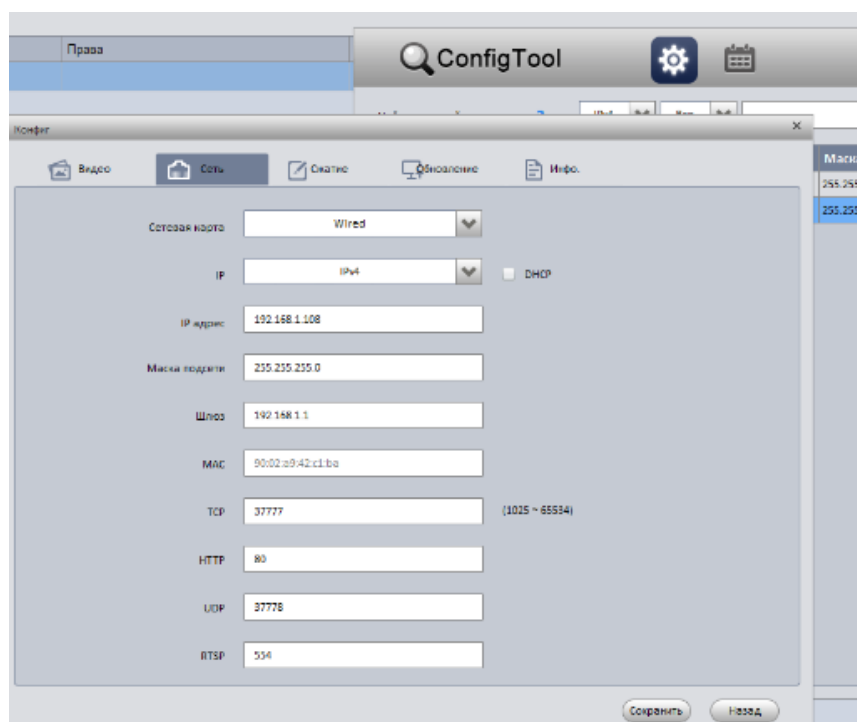 Права
ConfigTool
Конфиг
Видео
Сеть
Сжатие
Обновление
Инфо.
Маска
255.255
255.255
Сетевая карта
Wired
IP
IPv4
DHCP
IP адрес
192.168.1.108
Маска подсети
255.255.255.0
Шлюз
192.168.1.1
MAC
90:02:a9:42:c1:ba
TCP
37777
(1025 ~ 65534)
HTTP
80
UDP
37778
RTSP
554
Сохранить
Назад